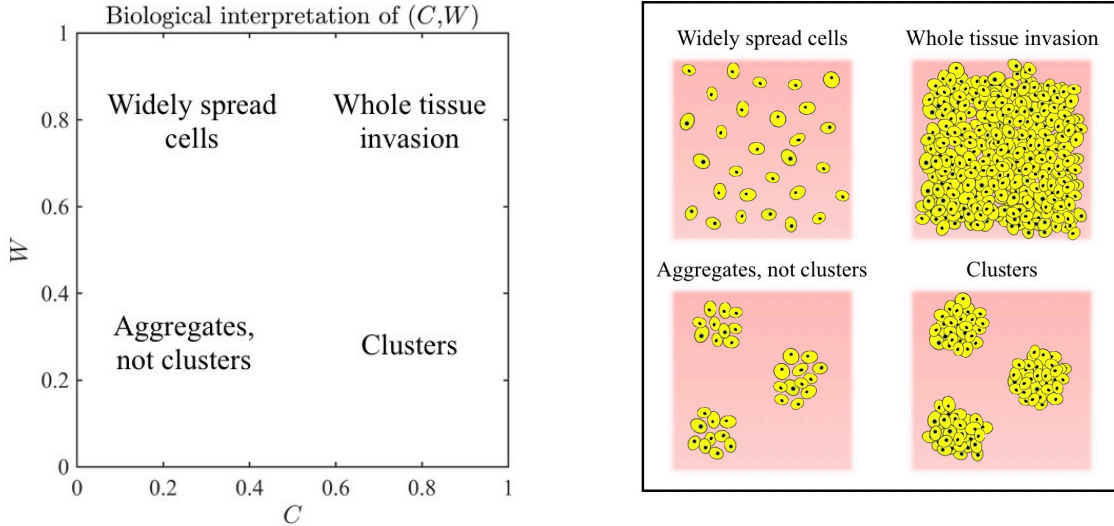 Biological interpretation of (C,W)
1
0.8
0.6
0.4
0.2
0
W
Widely spread
cells
Whole tissue
invasion
Aggregates,
not clusters
Clusters
0
0.2
0.4
0.6
0.8
1
C
Widely spread cells
Whole tissue invasion
Aggregates, not clusters
Clusters